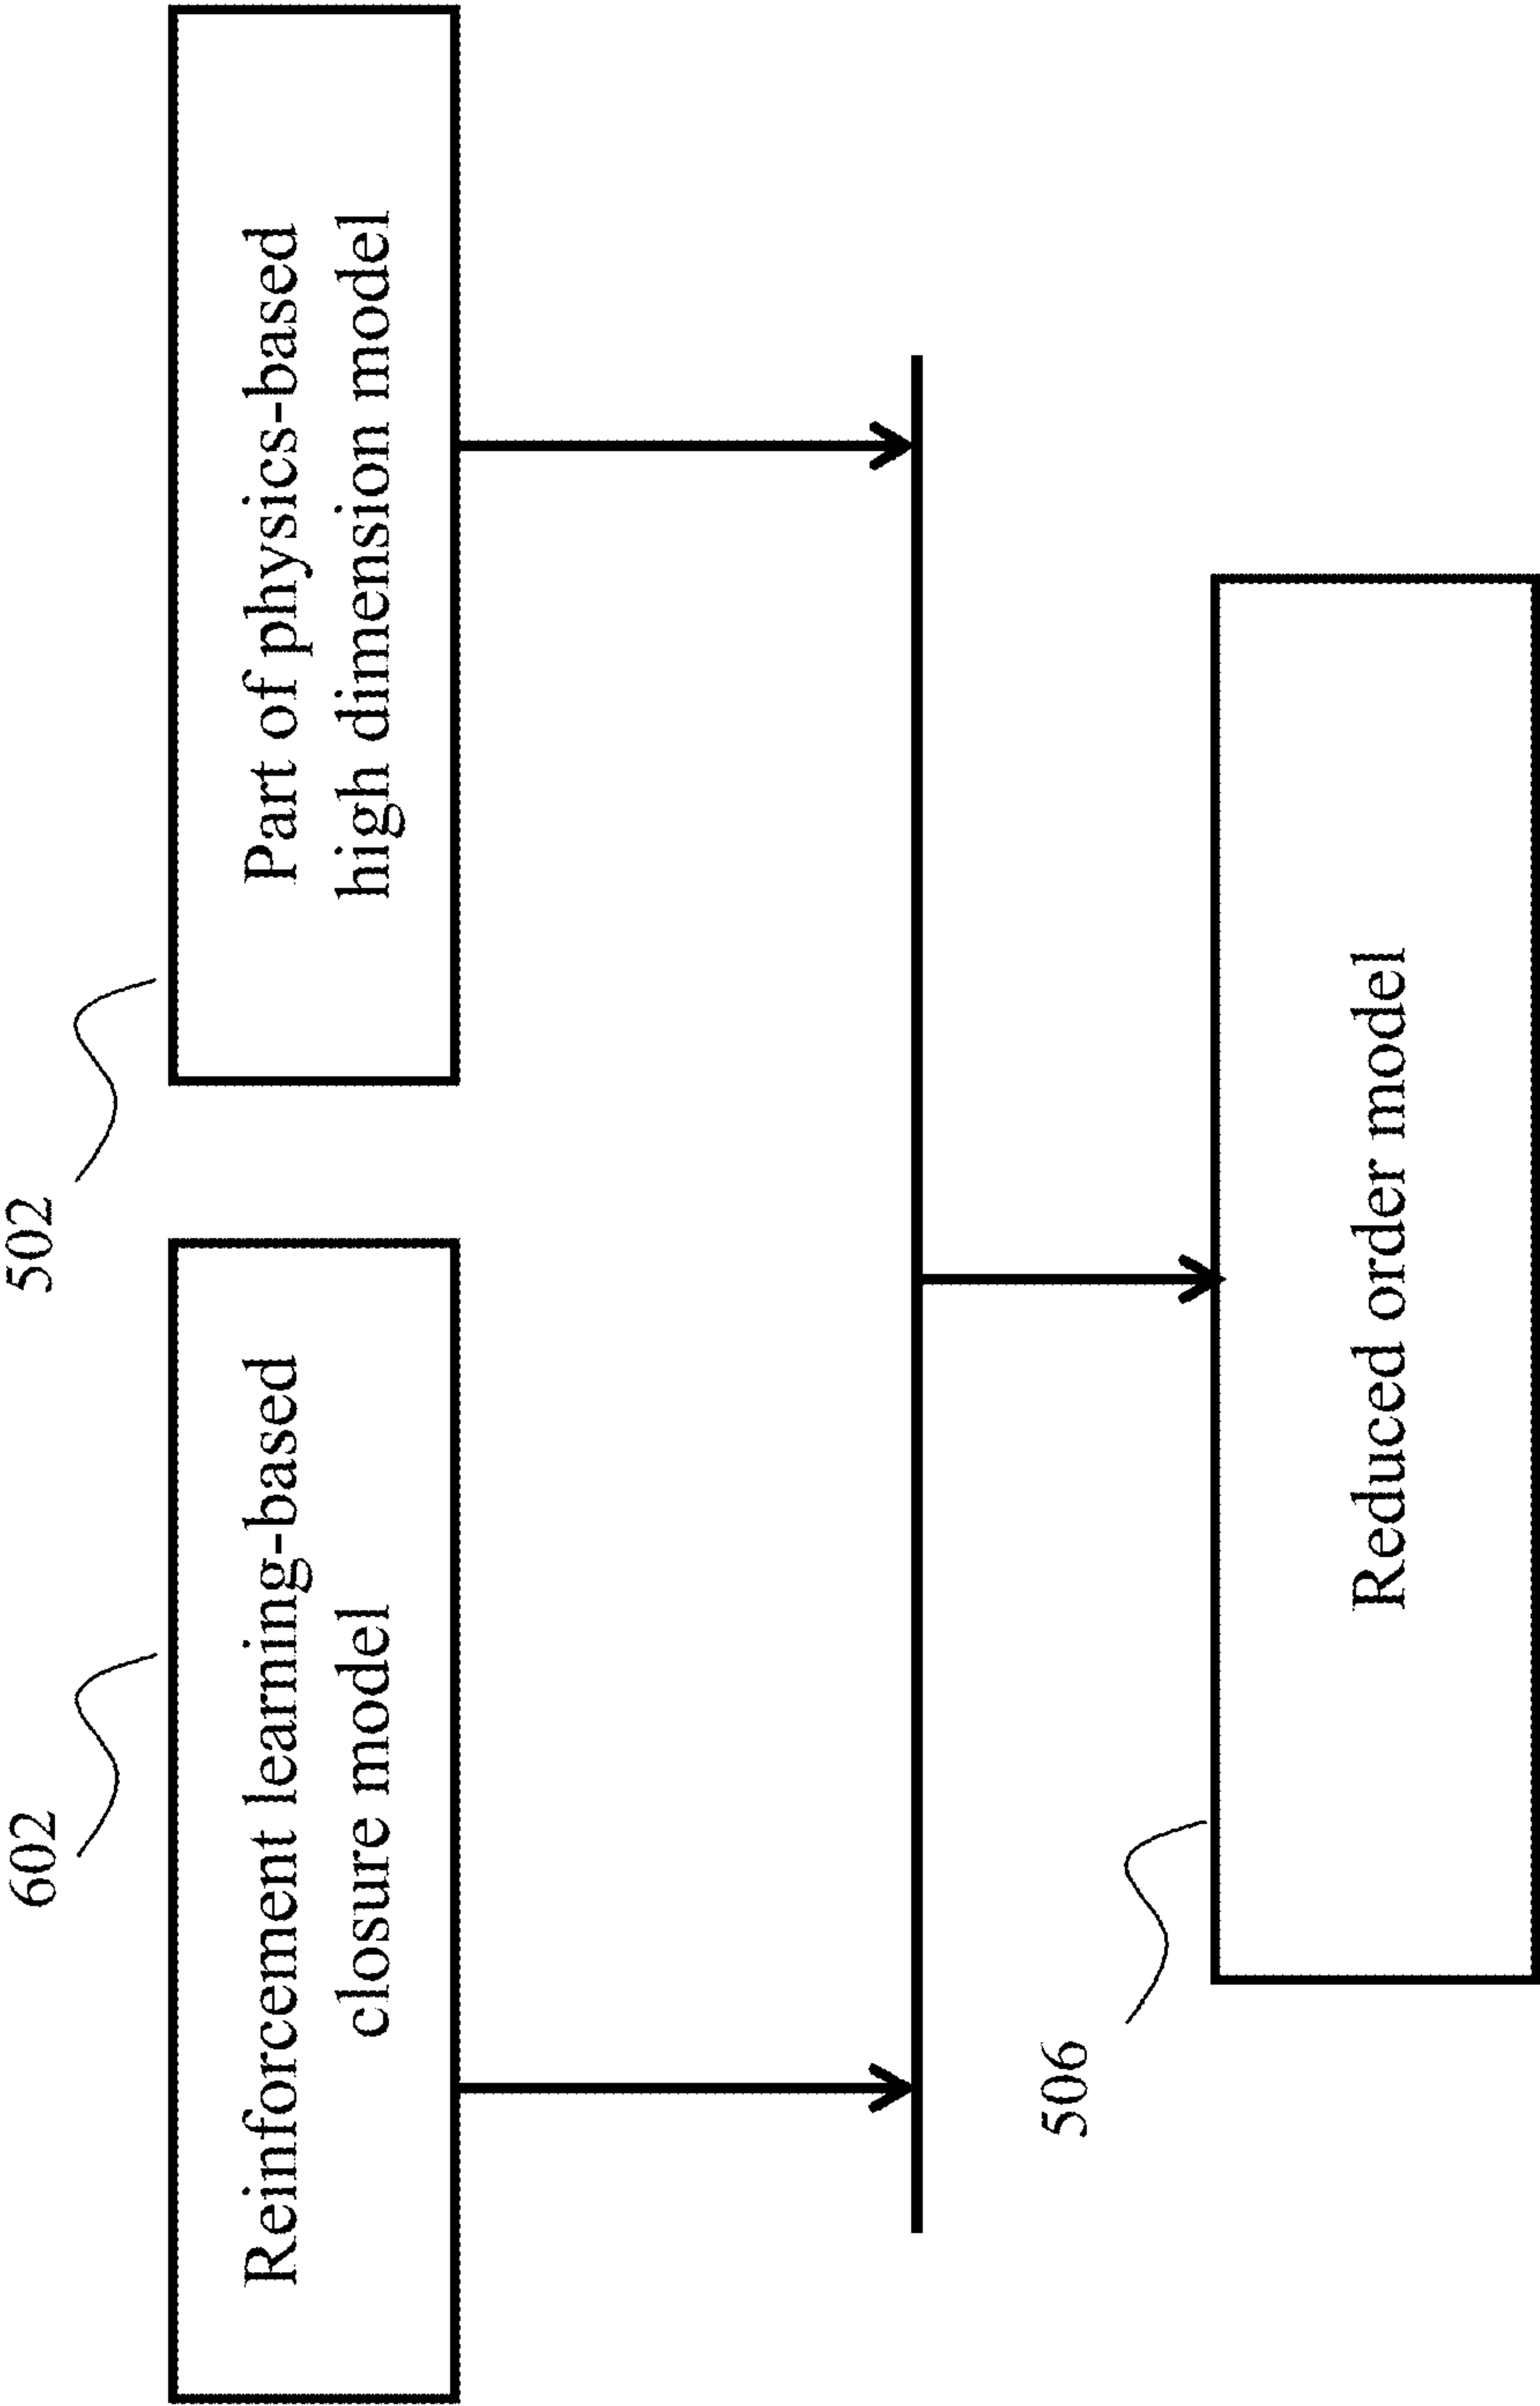 602
Reinforcement learning-based
closure model
502
Part of physics-based
high dimension model
506
Reduced order model